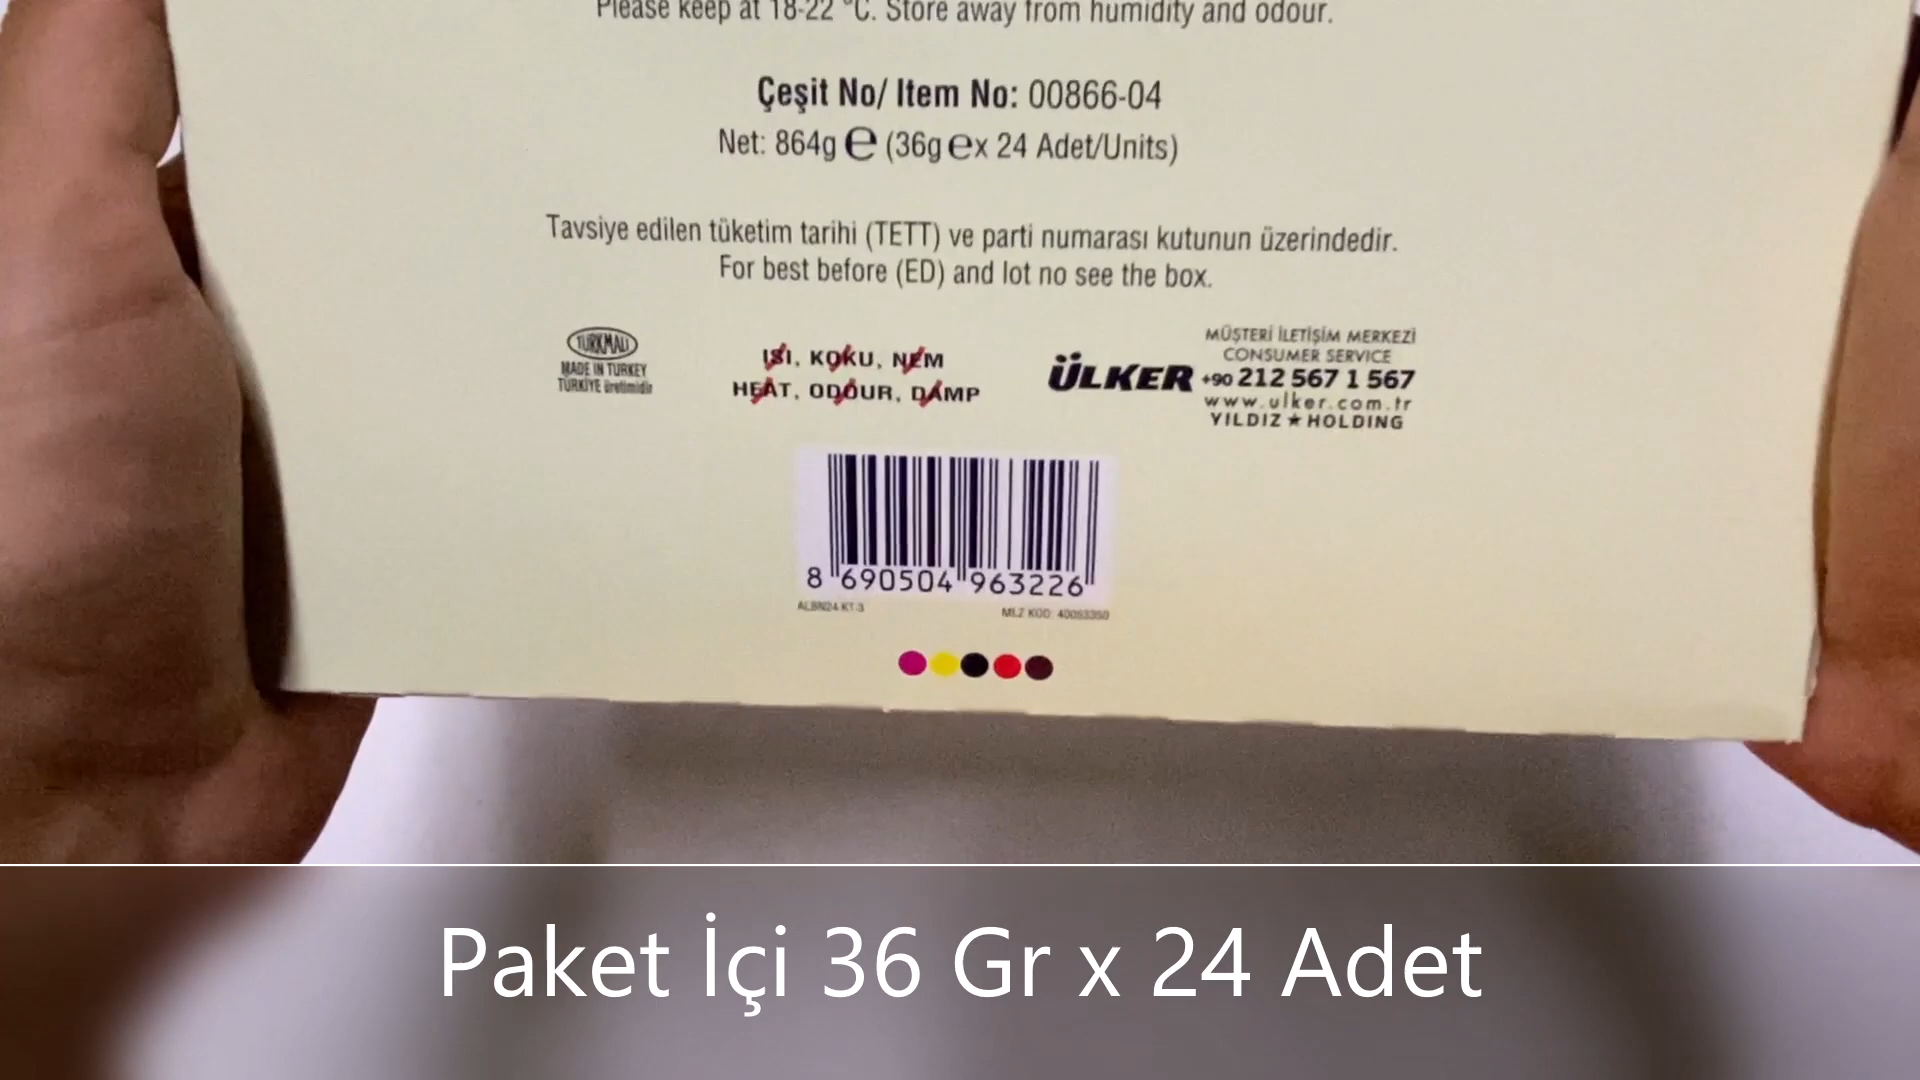 Please keep at 18-22 °C. Store away from humidity and odour.
Çeşit No/ Item No: 00866-04
Net: 864g ℮ (36g ℮x 24 Adet/Units)
Tavsiye edilen tüketim tarihi (TETT) ve parti numarası kutunun üzerindedir.
For best before (ED) and lot no see the box.
TÜRK MALI
MADE IN TURKEY
TÜRKİYE üretimidir
ISI, KOKU, NEM
HEAT, ODOUR, DAMP
ÜLKER
MÜŞTERİ İLETİŞİM MERKEZİ
CONSUMER SERVICE
+90 212 567 1 567
www.ulker.com.tr
YILDIZ ★ HOLDING
8 690504 963226
ALBN24 KT-3
MLZ KOD: 40053350
Paket İçi 36 Gr x 24 Adet